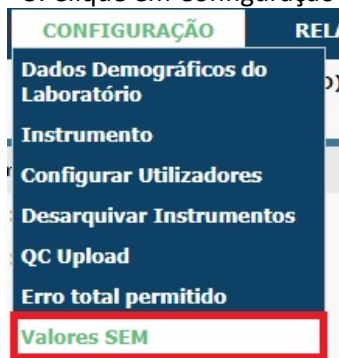 CONFIGURAÇÃO
Dados Demográficos do
Laboratório
Instrumento
Configurar Utilizadores
Desarquivar Instrumentos
QC Upload
Erro total permitido
Valores SEM